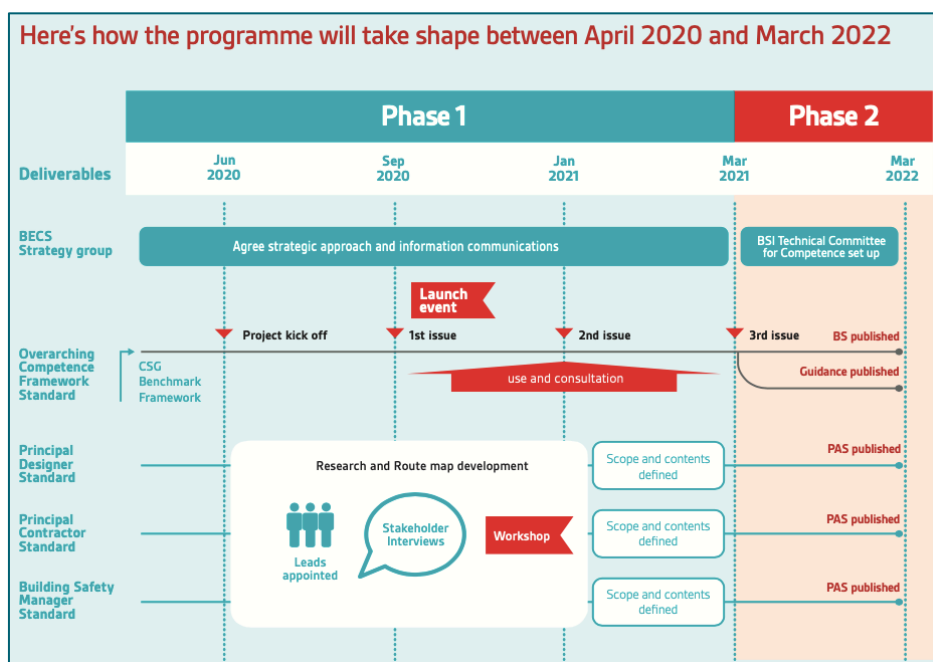 Here's how the programme will take shape between April 2020 and March 2022
Phase 1
Phase 2
Deliverables
Jun
2020
Sep
2020
Jan
2021
Mar
2021
Mar
2022
BECS
Strategy group
Agree strategic approach and information communications
BSI Technical Committee
for Competence set up
Launch
event
Project kick off
1st issue
2nd issue
3rd issue
BS published
Overarching
Competence
Framework
Standard
CSG
Benchmark
Framework
use and consultation
Guidance published
Principal
Designer
Standard
Research and Route map development
Scope and contents
defined
PAS published
Principal
Contractor
Standard
Leads
appointed
Stakeholder
Interviews
Workshop
Scope and contents
defined
PAS published
Building Safety
Manager
Standard
Scope and contents
defined
PAS published